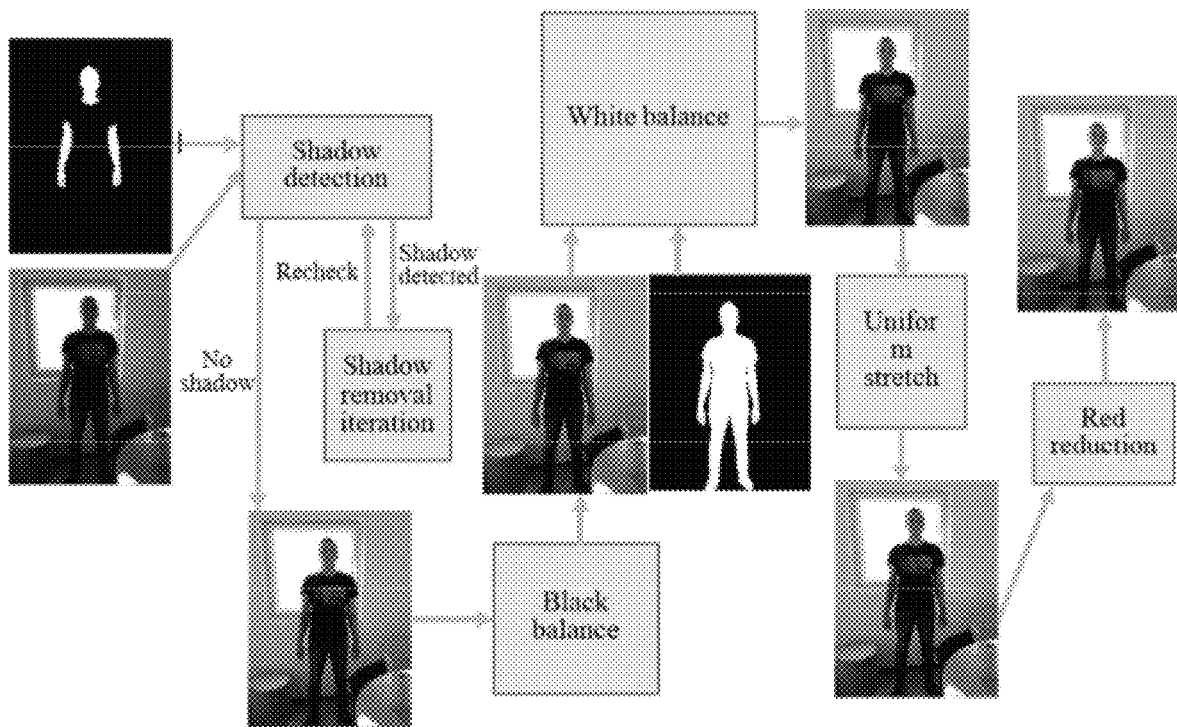 Shadow
detection
Recheck
Shadow
detected
No
shadow
Shadow
removal
iteration
Black
balance
White balance
Unifor
m
stretch
Red
reduction